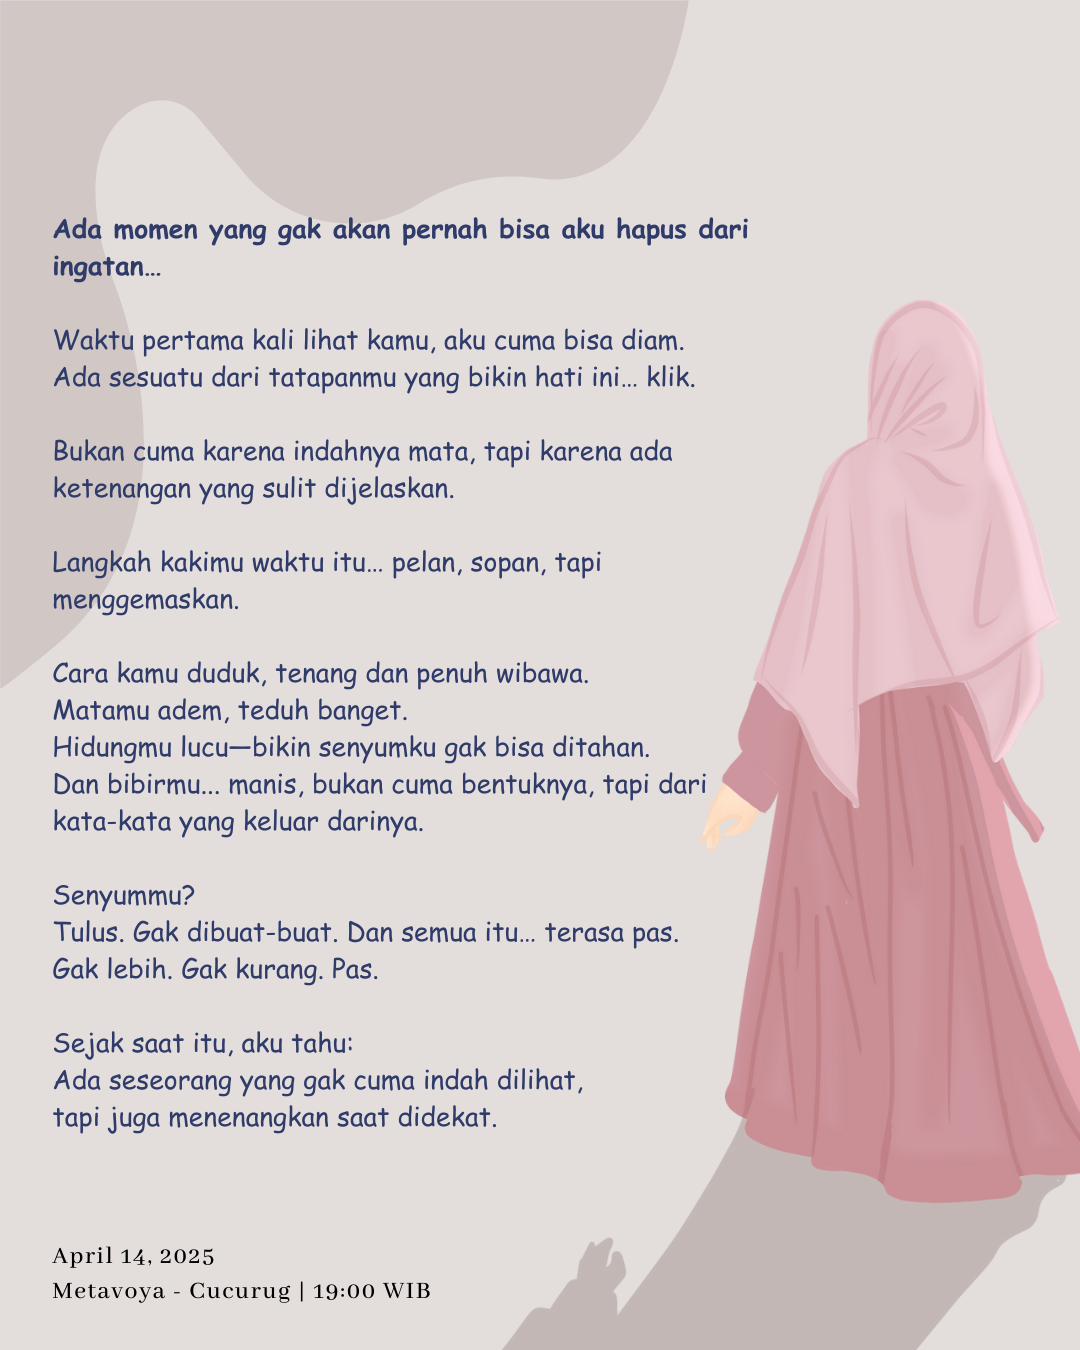 Ada momen yang gak akan pernah bisa aku hapus dari
ingatan...
Waktu pertama kali lihat kamu, aku cuma bisa diam.
Ada sesuatu dari tatapanmu yang bikin hati ini... klik.
Bukan cuma karena indahnya mata, tapi karena ada
ketenangan yang sulit dijelaskan.
Langkah kakimu waktu itu... pelan, sopan, tapi
menggemaskan.
Cara kamu duduk, tenang dan penuh wibawa.
Matamu adem, teduh banget.
Hidungmu lucu—bikin senyumku gak bisa ditahan.
Dan bibirmu... manis, bukan cuma bentuknya, tapi dari
kata-kata yang keluar darinya.
Senyummu?
Tulus. Gak dibuat-buat. Dan semua itu... terasa pas.
Gak lebih. Gak kurang. Pas.
Sejak saat itu, aku tahu:
Ada seseorang yang gak cuma indah dilihat,
tapi juga menenangkan saat didekat.
April 14, 2025
Metavoya - Cucurug | 19:00 WIB